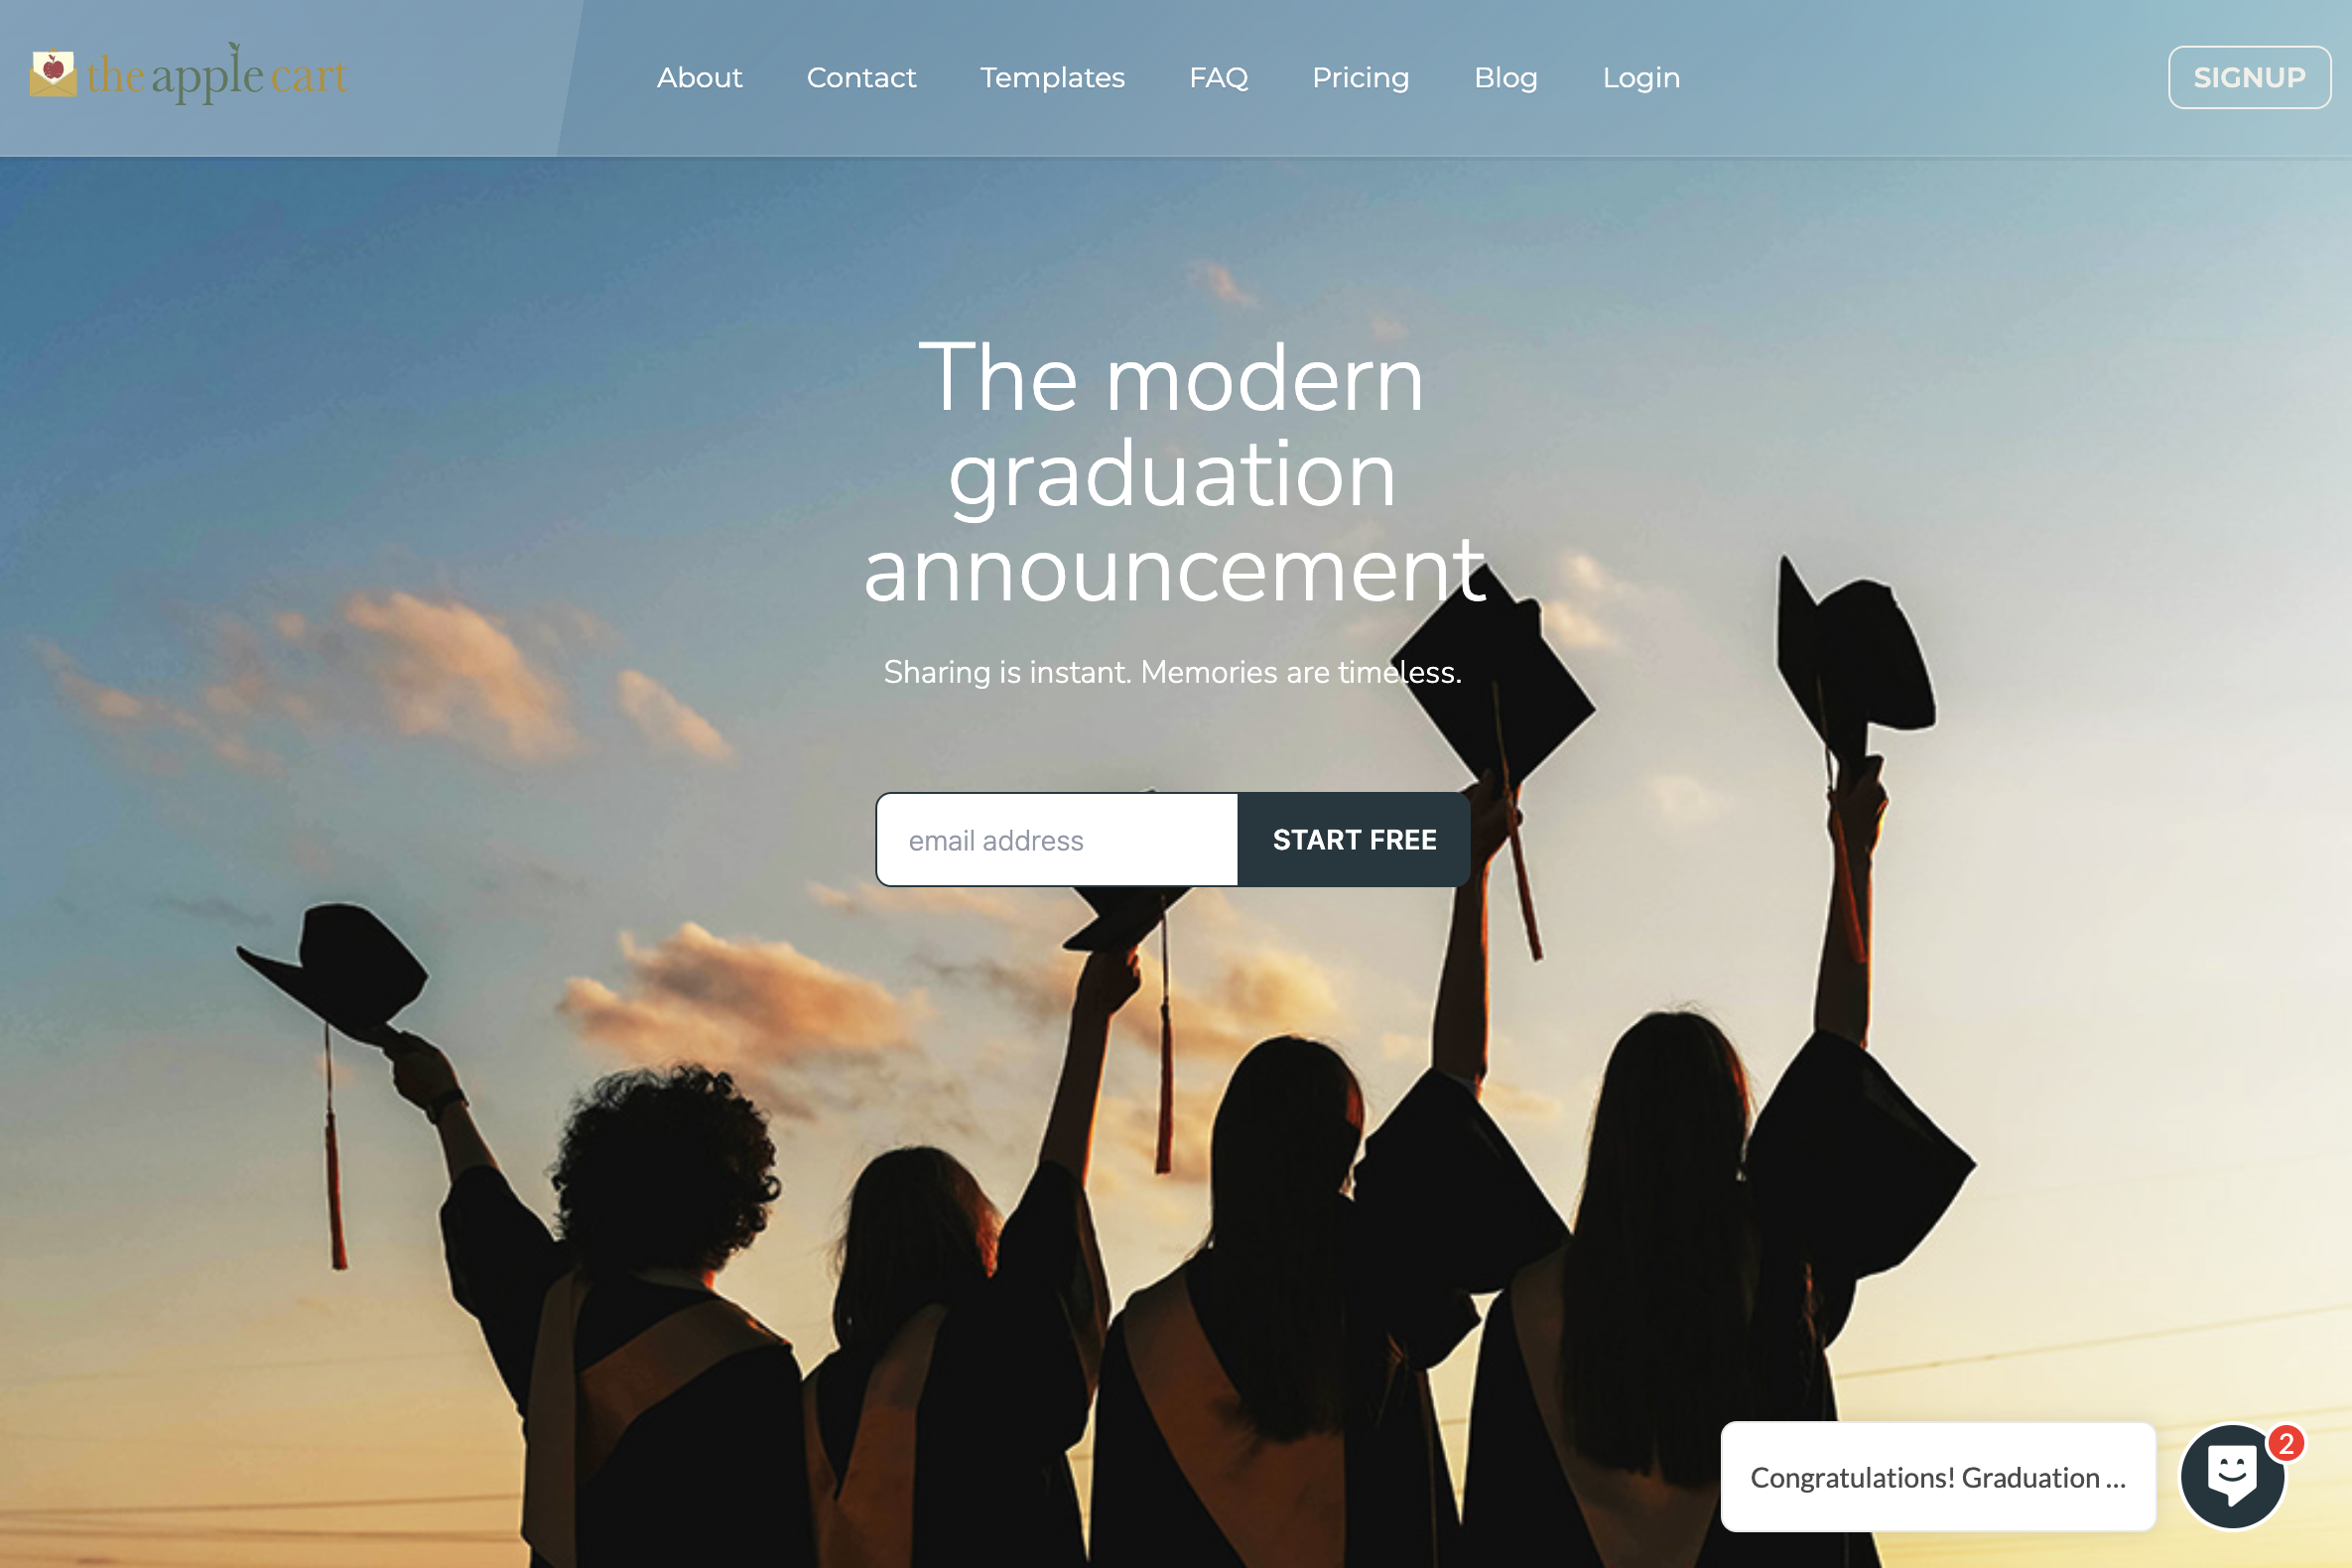 the apple cart
About
Contact
Templates
FAQ
Pricing
Blog
Login
SIGNUP
The modern
graduation
announcement
Sharing is instant. Memories are timeless.
email address
START FREE
Congratulations! Graduation ...
2